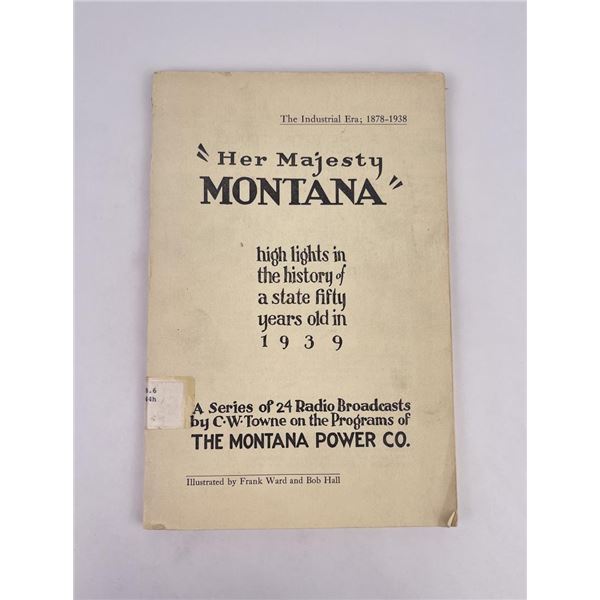 The Industrial Era; 1878-1938
"Her Majesty
MONTANA"
high lights in
the history of
a state fifty
years old in
1939
A Series of 24 Radio Broadcasts
by C·W·Towne on the Programs of
THE MONTANA POWER CO.
Illustrated by Frank Ward and Bob Hall